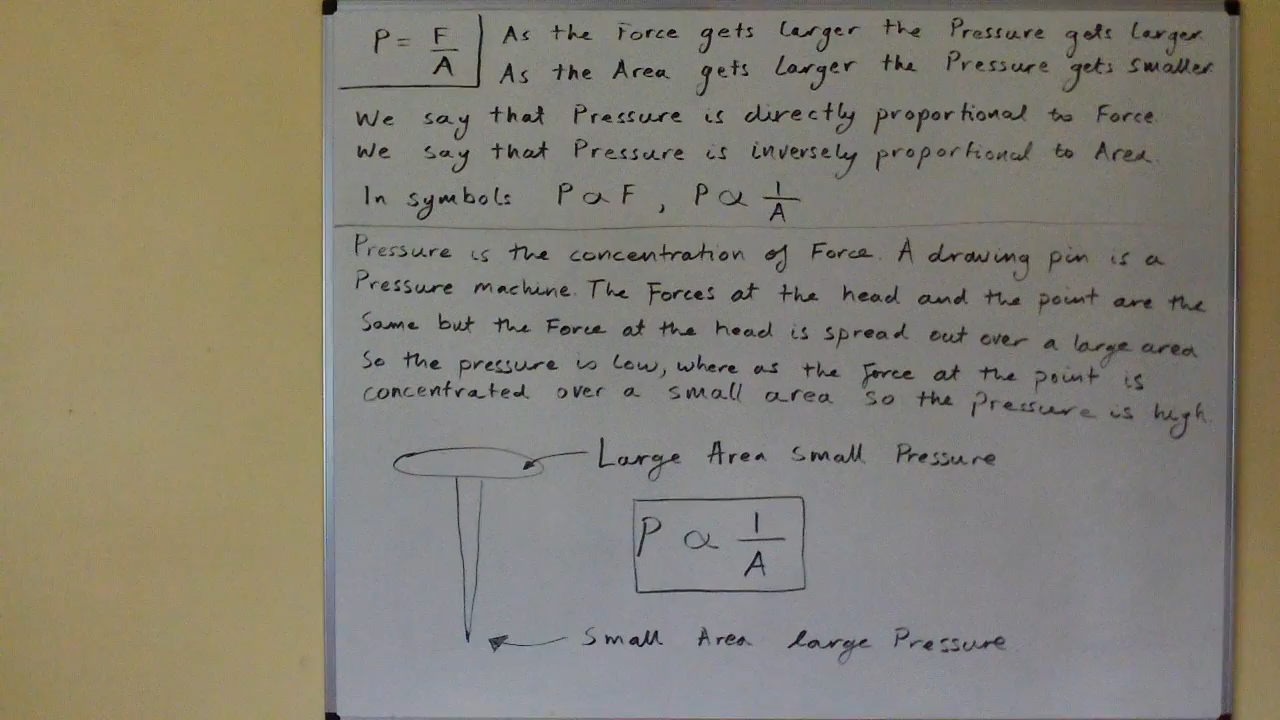 P = F/A As the Force gets larger the Pressure gets larger
As the Area gets larger the Pressure gets smaller
We say that Pressure is directly proportional to Force
We say that Pressure is inversely proportional to Area.
In symbols P ∝ F , P ∝ 1/A
Pressure is the concentration of Force. A drawing pin is a
Pressure machine. The Forces at the head and the point are the
Same but the Force at the head is spread out over a large area
So the pressure is low, where as the Force at the point is
concentrated over a small area so the Pressure is high.
Large Area Small Pressure
P ∝ 1/A
Small Area large Pressure